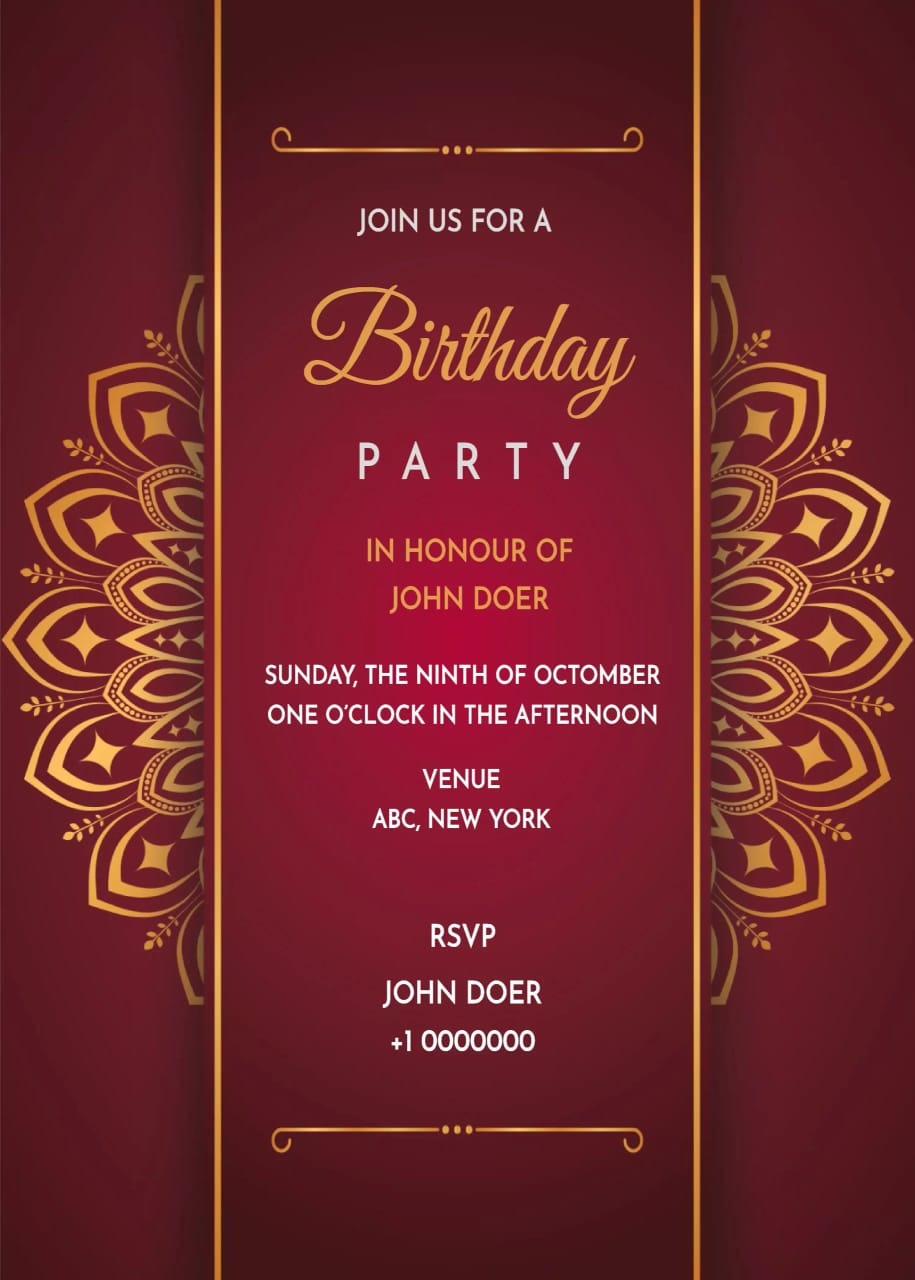 JOIN US FOR A
Birthday
PARTY
IN HONOUR OF
JOHN DOER
SUNDAY, THE NINTH OF OCTOMBER
ONE O'CLOCK IN THE AFTERNOON
VENUE
ABC, NEW YORK
RSVP
JOHN DOER
+1 0000000